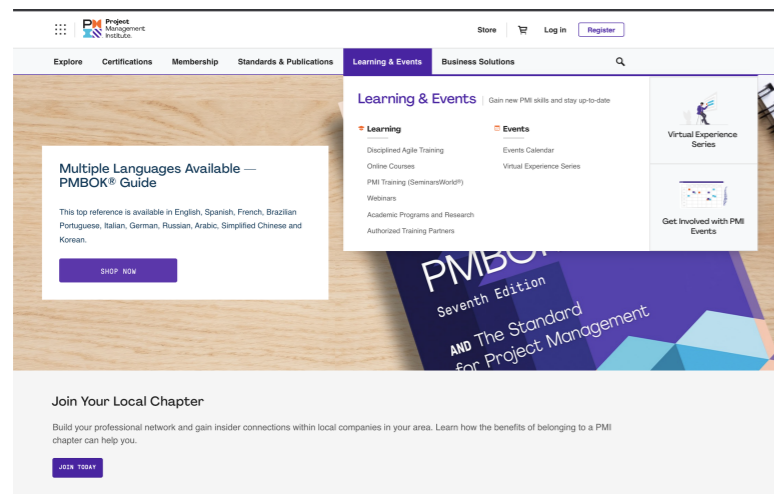 Project
Management
Institute.
Store
Log in
Register
Explore
Certifications
Membership
Standards & Publications
Learning & Events
Business Solutions
Learning & Events
Gain new PMI skills and stay up-to-date
Learning
Disciplined Agile Training
Online Courses
PMI Training (SeminarsWorld®)
Webinars
Academic Programs and Research
Authorized Training Partners
Events
Events Calendar
Virtual Experience Series
Virtual Experience
Series
Get Involved with PMI
Events
Multiple Languages Available —
PMBOK® Guide
This top reference is available in English, Spanish, French, Brazilian
Portuguese, Italian, German, Russian, Arabic, Simplified Chinese and
Korean.
SHOP NOW
PMBOK
Seventh Edition
AND The Standard
for Project Management
Join Your Local Chapter
Build your professional network and gain insider connections within local companies in your area. Learn how the benefits of belonging to a PMI
chapter can help you.
JOIN TODAY